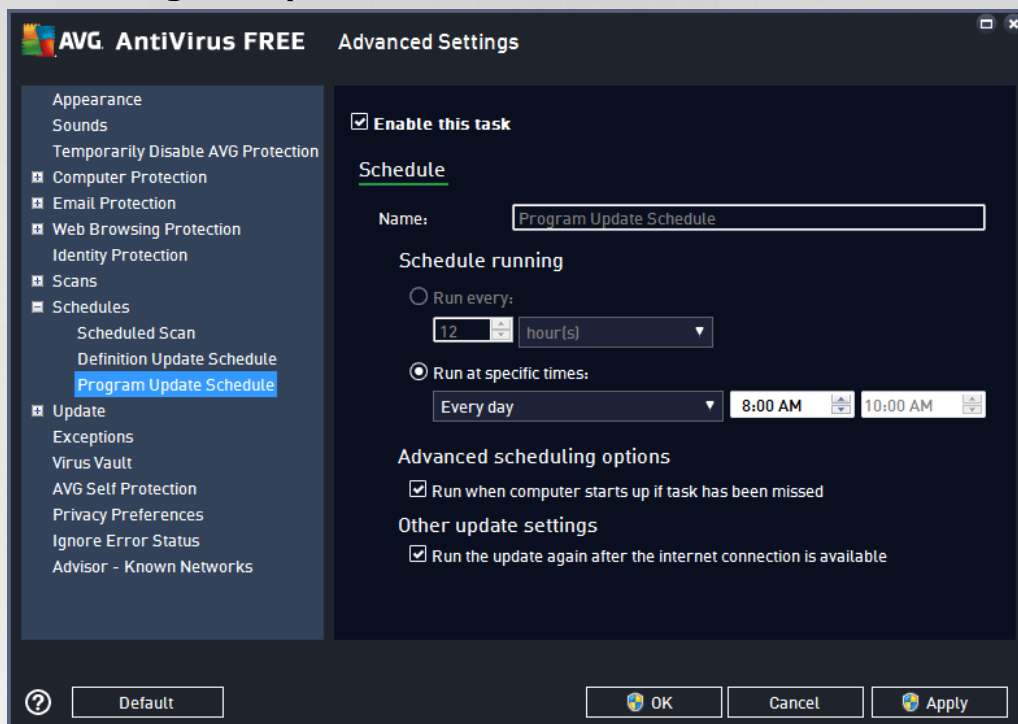 AVG. AntiVirus FREE Advanced Settings
Appearance
Sounds
Temporarily Disable AVG Protection
Computer Protection
Email Protection
Web Browsing Protection
Identity Protection
Scans
Schedules
Scheduled Scan
Definition Update Schedule
Program Update Schedule
Update
Exceptions
Virus Vault
AVG Self Protection
Privacy Preferences
Ignore Error Status
Advisor - Known Networks
Enable this task
Schedule
Name: Program Update Schedule
Schedule running
Run every:
12 hour(s)
Run at specific times:
Every day 8:00 AM 10:00 AM
Advanced scheduling options
Run when computer starts up if task has been missed
Other update settings
Run the update again after the internet connection is available
? Default OK Cancel Apply